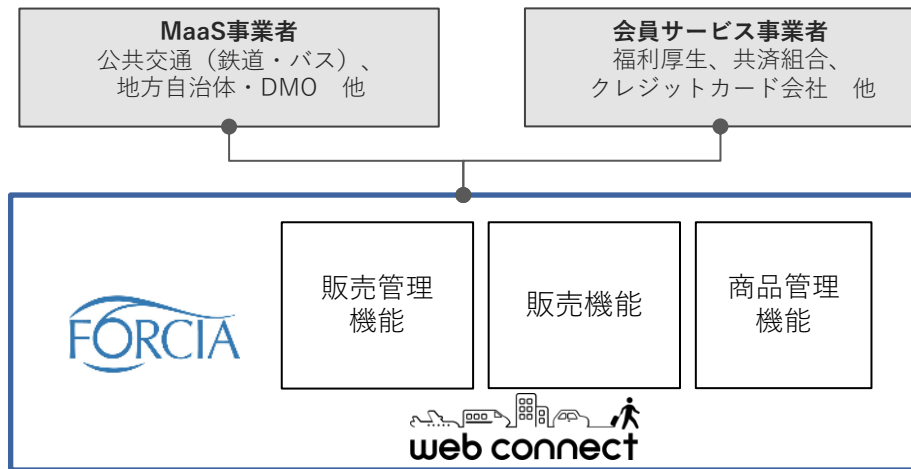 MaaS事業者
公共交通（鉄道・バス）、
地方自治体・DMO　他
会員サービス事業者
福利厚生、共済組合、
クレジットカード会社　他
FORCIA
販売管理
機能
販売機能
商品管理
機能
web connect